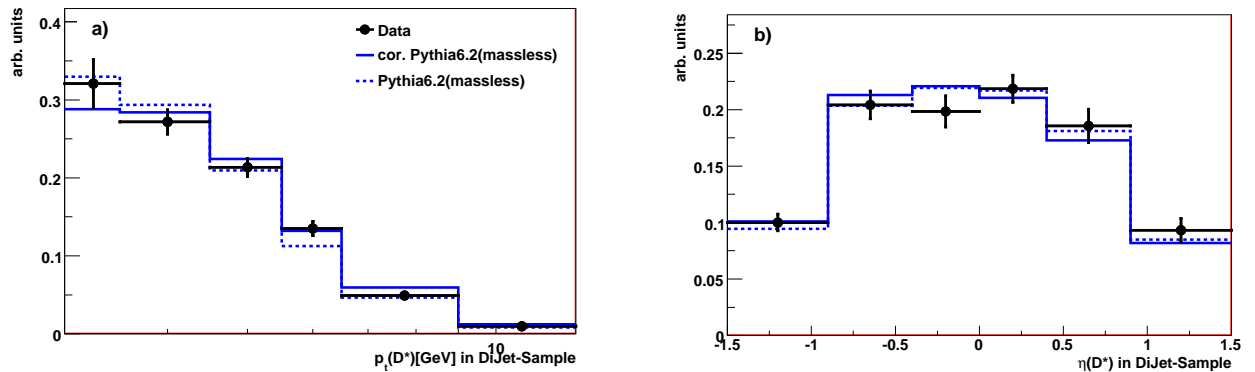 a)
arb. units
0.4
0.3
0.2
0.1
0
Data
cor. Pythia6.2(massless)
Pythia6.2(massless)
10
p_t(D*)[GeV] in DiJet-Sample
b)
arb. units
0.25
0.2
0.15
0.1
0.05
0
-1.5 -1 -0.5 0 0.5 1 1.5
η(D*) in DiJet-Sample